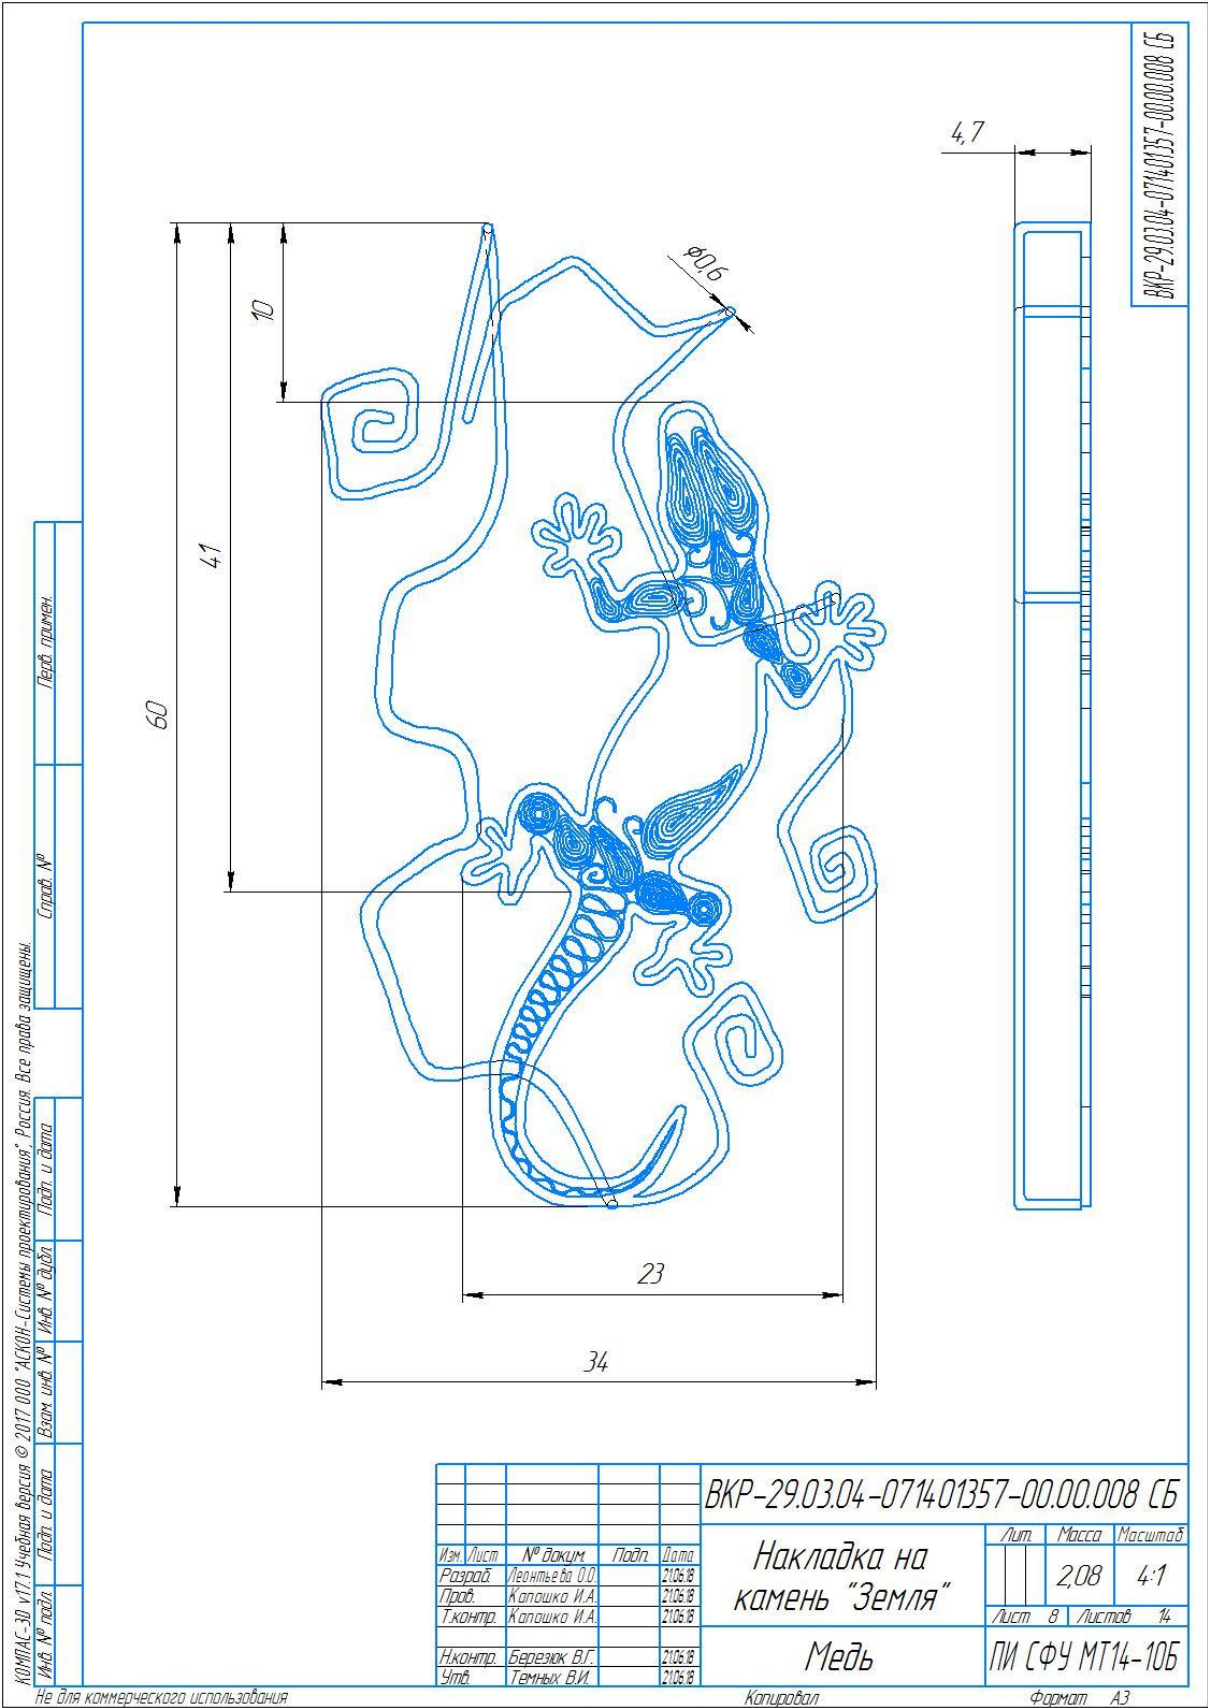 ВКР-29.03.04-071401357-00.00.008 СБ
4,7
⌀0,6
10
41
60
23
34
Перв. примен.
Справ. №
Подп. и дата
Инв. № дубл.
Взам. инв. №
Подп. и дата
Инв. № подл.
КОМПАС-3D v17.1 Учебная версия © 2017 ООО "АСКОН-Системы проектирования", Россия. Все права защищены.
ВКР-29.03.04-071401357-00.00.008 СБ
Накладка на
камень "Земля"
Лит. Масса Масштаб
2,08 4:1
Лист 8 Листов 14
Изм. Лист № докум. Подп. Дата
Разраб. Леонтьева О.О. 21.06.18
Пров. Капошко И.А. 21.06.18
Т.контр. Капошко И.А. 21.06.18
Н.контр. Березюк В.Г. 21.06.18
Утв. Темных В.И. 21.06.18
Медь
ПИ СФУ МТ14-10Б
Не для коммерческого использования
Копировал
Формат А3